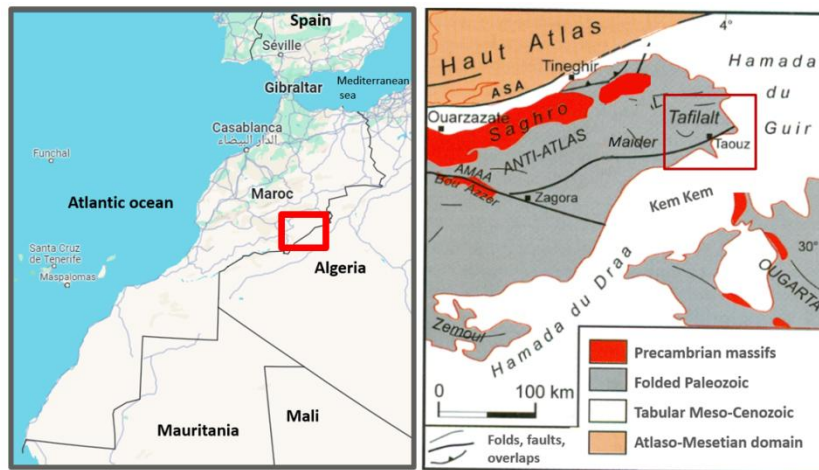 Spain
Séville
Gibraltar
Mediterranean
sea
Casablanca
الدار البيضاء
Funchal
Atlantic ocean
Maroc
Santa Cruz
de Tenerife
Maspalomas
Algeria
Mauritania
Mali
4°
Haut Atlas
Hamada
du
Guir
Tineghir
ASA
Ouarzazate
Saghro
Tafilalt
ANTI-ATLAS
Maider
Taouz
AMAA
Bou Azzer
Zagora
Kem Kem
30°
OUGARTA
Hamada du Draa
Zemoul
0
100 km
Precambrian massifs
Folded Paleozoic
Tabular Meso-Cenozoic
Atlaso-Mesetian domain
Folds, faults,
overlaps